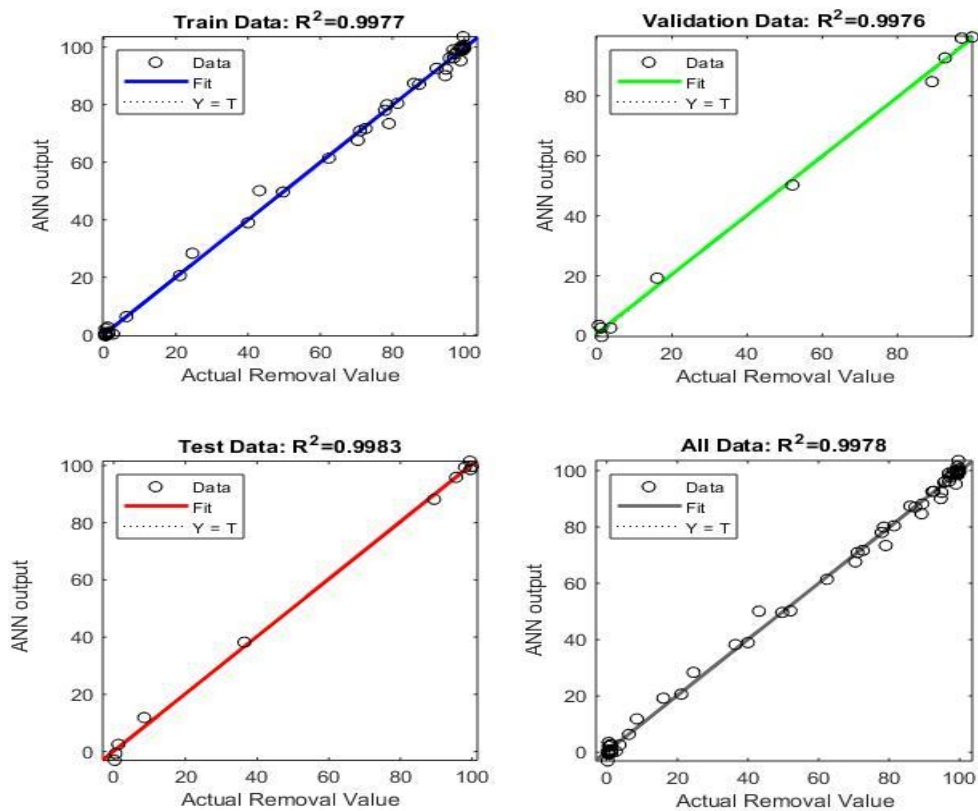 Train Data: R²=0.9977
Data
Fit
Y = T
ANN output
100
80
60
40
20
0
0 20 40 60 80 100
Actual Removal Value
Validation Data: R²=0.9976
Data
Fit
Y = T
ANN output
80
60
40
20
0
0 20 40 60 80
Actual Removal Value
Test Data: R²=0.9983
Data
Fit
Y = T
ANN output
100
80
60
40
20
0
0 20 40 60 80 100
Actual Removal Value
All Data: R²=0.9978
Data
Fit
Y = T
ANN output
100
80
60
40
20
0
0 20 40 60 80 100
Actual Removal Value